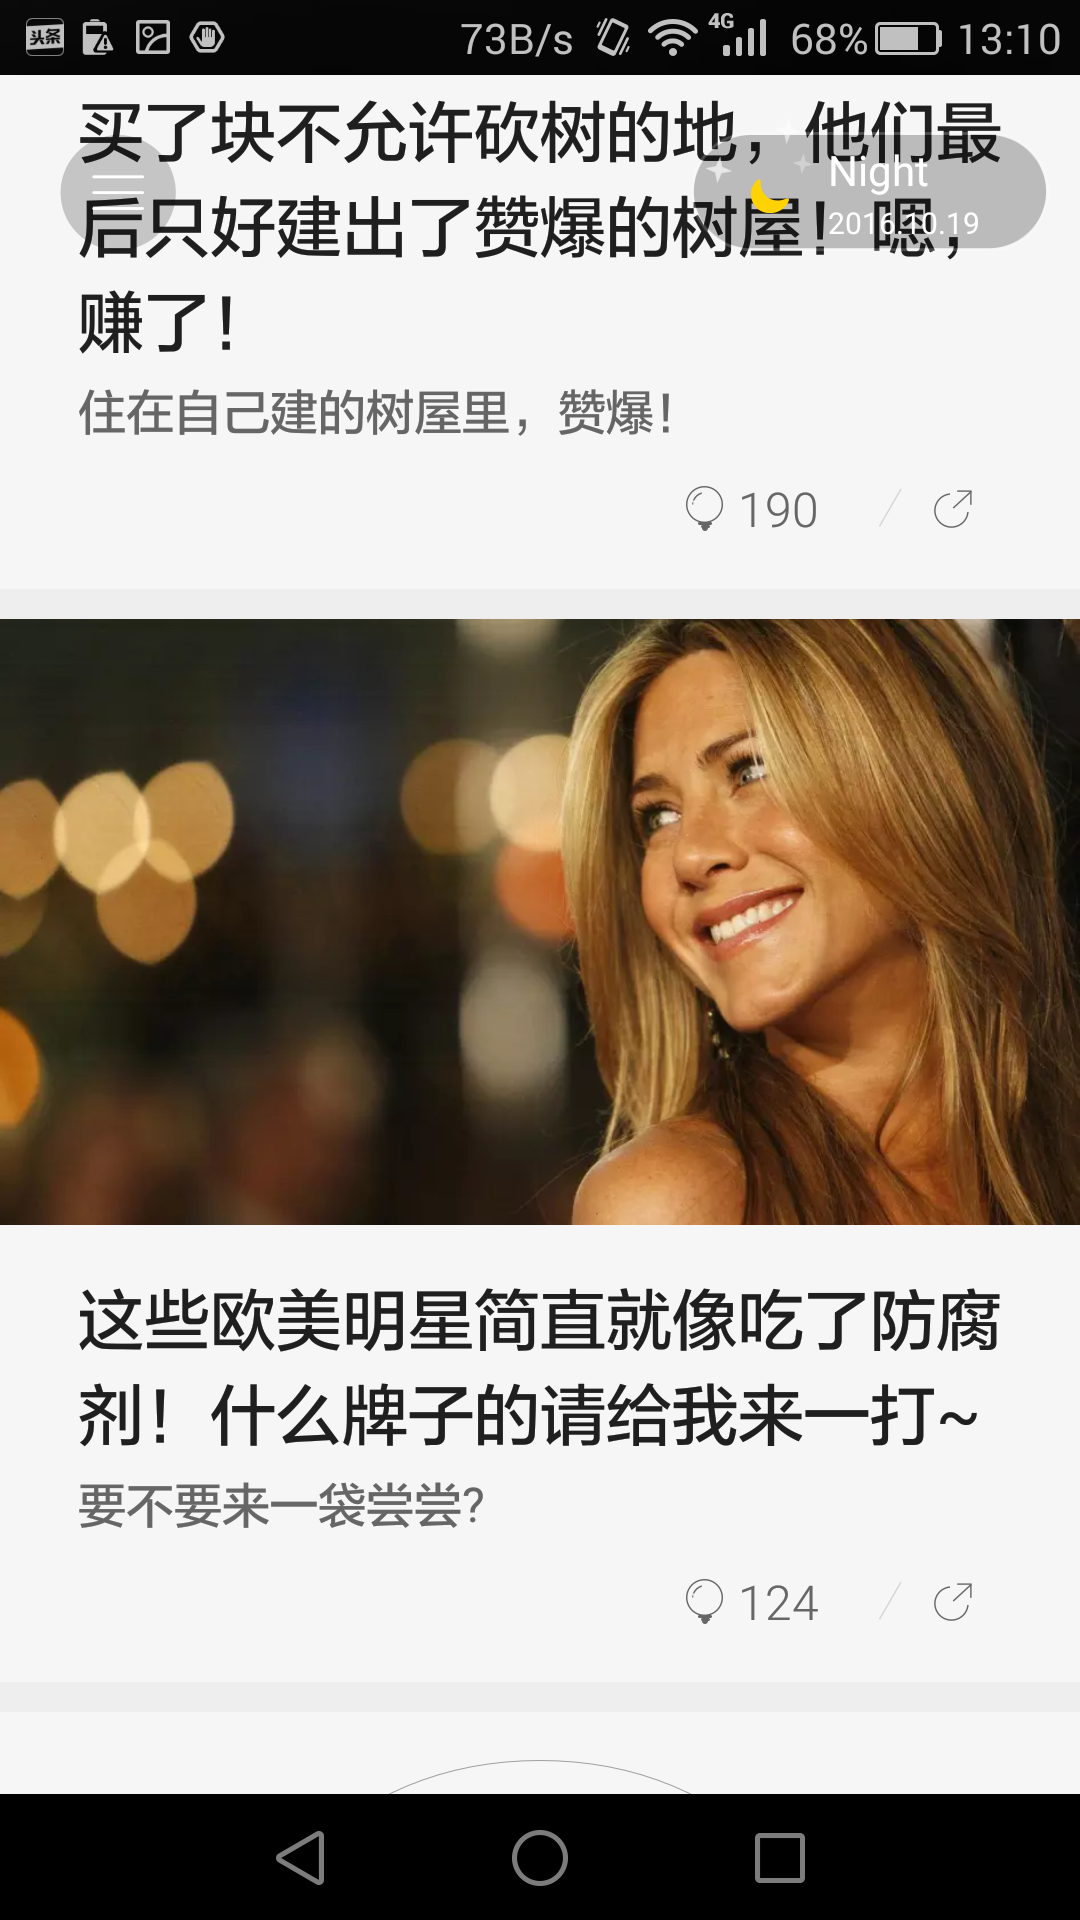 头条
73B/s
4G
68%
13:10
买了块不允许砍树的地，他们最
Night
后只好建出了赞爆的树屋！嗯，
2016.10.19
赚了！
住在自己建的树屋里，赞爆！
190
这些欧美明星简直就像吃了防腐
剂！什么牌子的请给我来一打~
要不要来一袋尝尝?
124